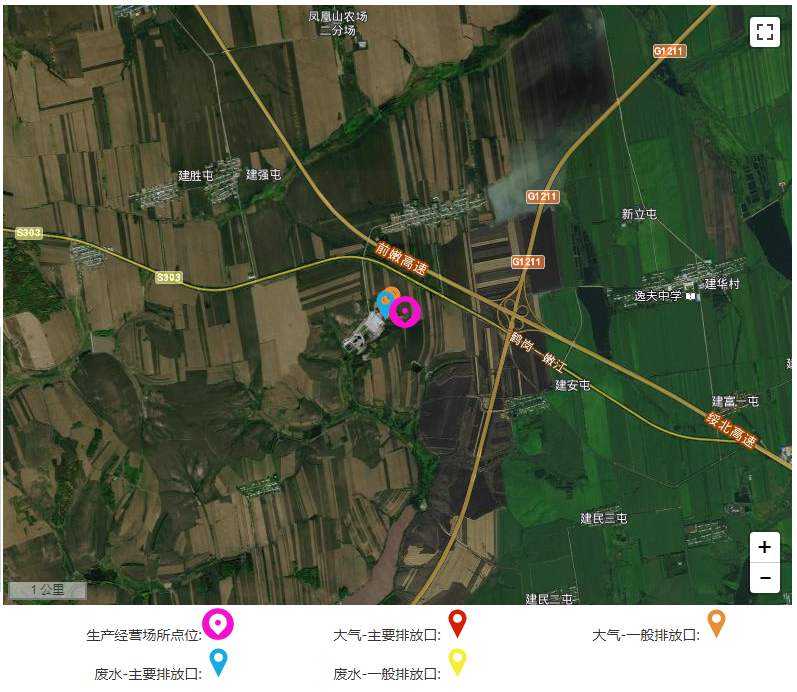 凤凰山农场
二分场
G1211
建胜屯
建强屯
G1211
新立屯
S303
前嫩高速
G1211
S303
建华村
逸夫中学
鹤岗—嫩江
建安屯
建富一屯
绥北高速
建民三屯
建民二屯
+
−
1 公里
生产经营场所点位:
大气-主要排放口:
大气-一般排放口:
废水-主要排放口:
废水-一般排放口: